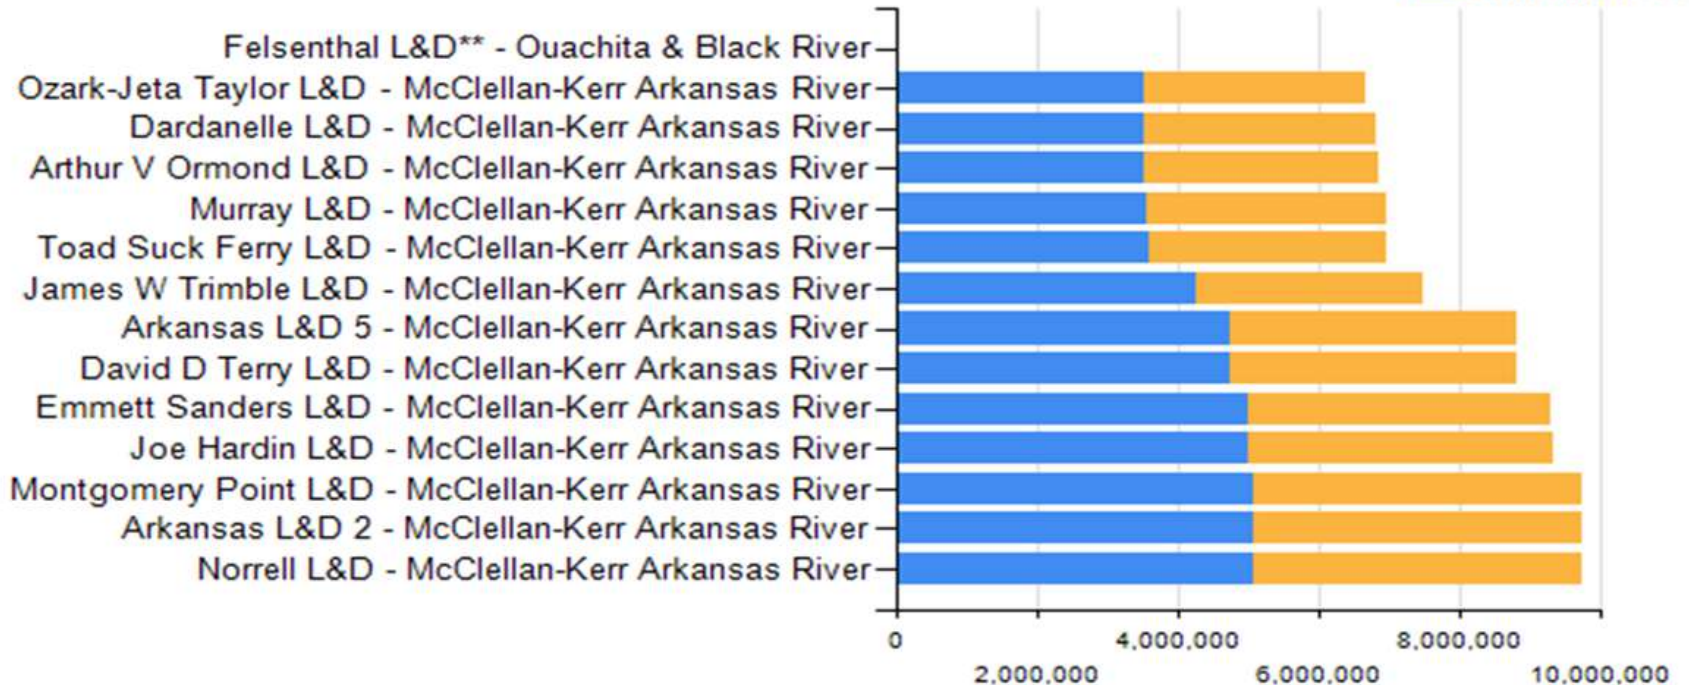 Felsenthal L&D** - Ouachita & Black River
Ozark-Jeta Taylor L&D - McClellan-Kerr Arkansas River
Dardanelle L&D - McClellan-Kerr Arkansas River
Arthur V Ormond L&D - McClellan-Kerr Arkansas River
Murray L&D - McClellan-Kerr Arkansas River
Toad Suck Ferry L&D - McClellan-Kerr Arkansas River
James W Trimble L&D - McClellan-Kerr Arkansas River
Arkansas L&D 5 - McClellan-Kerr Arkansas River
David D Terry L&D - McClellan-Kerr Arkansas River
Emmett Sanders L&D - McClellan-Kerr Arkansas River
Joe Hardin L&D - McClellan-Kerr Arkansas River
Montgomery Point L&D - McClellan-Kerr Arkansas River
Arkansas L&D 2 - McClellan-Kerr Arkansas River
Norrell L&D - McClellan-Kerr Arkansas River
0 4,000,000 8,000,000
2,000,000 6,000,000 10,000,000